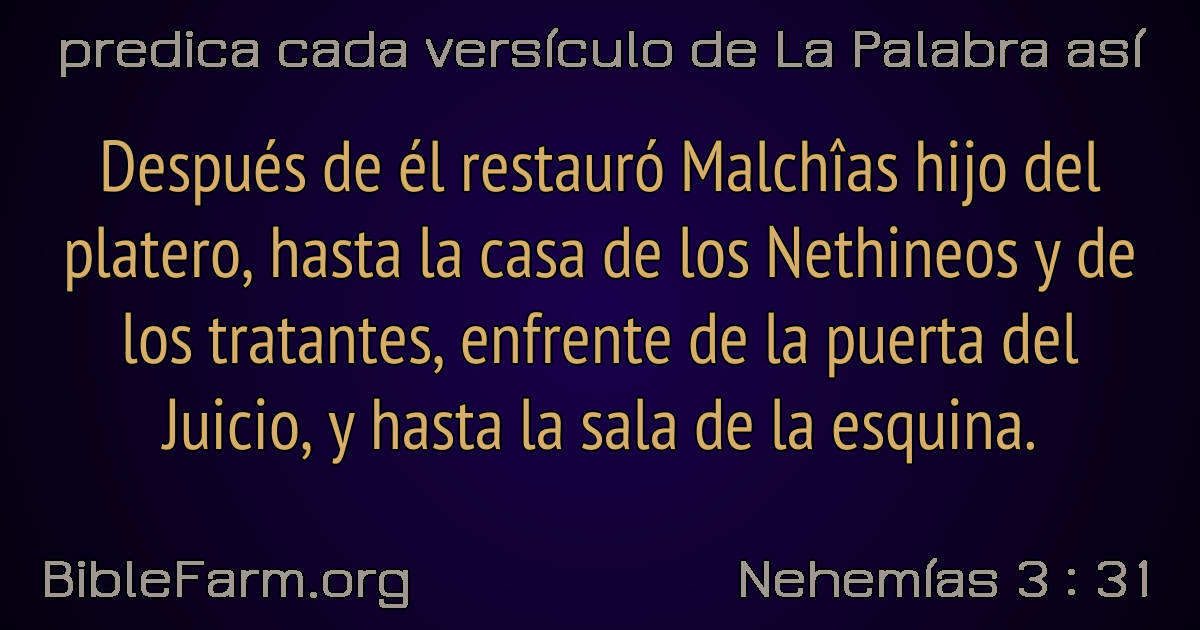 predica cada versículo de La Palabra así
Después de él restauró Malchîas hijo del
platero, hasta la casa de los Nethineos y de
los tratantes, enfrente de la puerta del
Juicio, y hasta la sala de la esquina.
BibleFarm.org
Nehemías 3 : 31